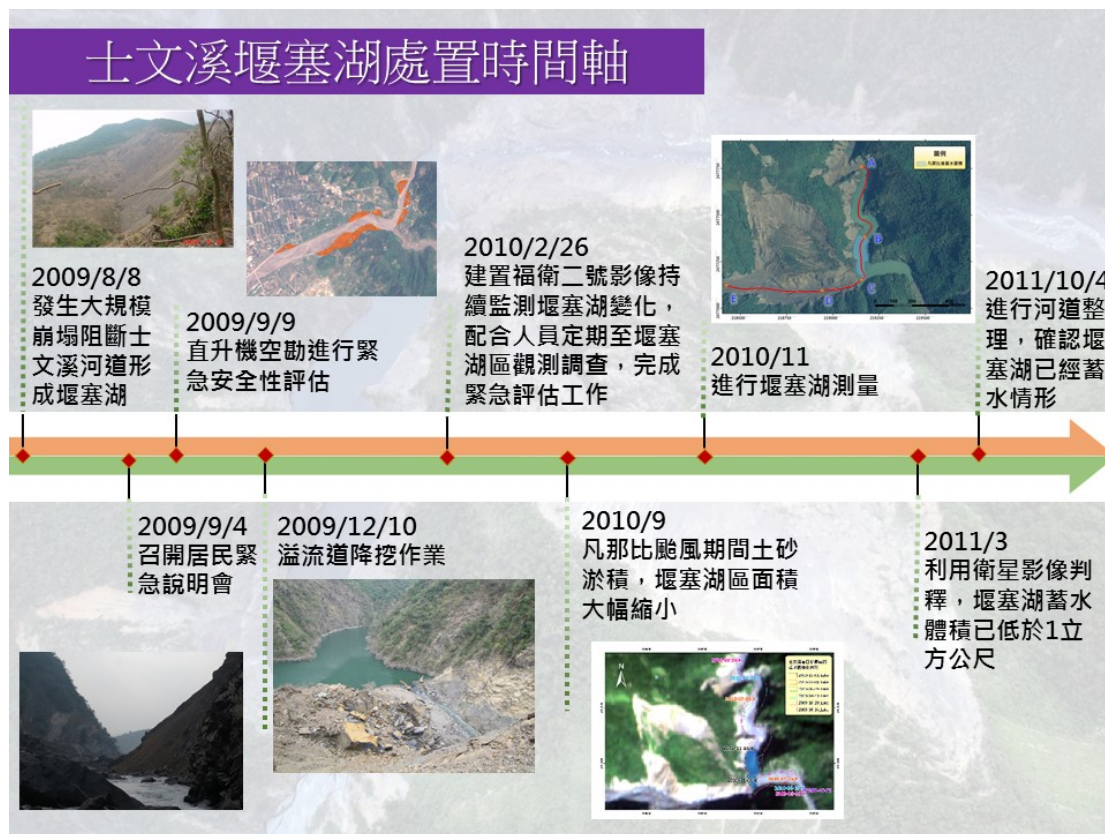 士文溪堰塞湖處置時間軸
2009/8/8
發生大規模
崩塌阻斷士
文溪河道形
成堰塞湖
2009/9/9
直升機空勘進行緊
急安全性評估
2010/2/26
建置福衛二號影像持
續監測堰塞湖變化，
配合人員定期至堰塞
湖區觀測調查，完成
緊急評估工作
圖例
A
B
C
D
E
2010/11
進行堰塞湖測量
2011/10/4
進行河道整
理，確認堰
塞湖已經蓄
水情形
2009/9/4
召開居民緊
急說明會
2009/12/10
溢流道降挖作業
2010/9
凡那比颱風期間土砂
淤積，堰塞湖區面積
大幅縮小
N
2011/3
利用衛星影像判
釋，堰塞湖蓄水
體積已低於1立
方公尺